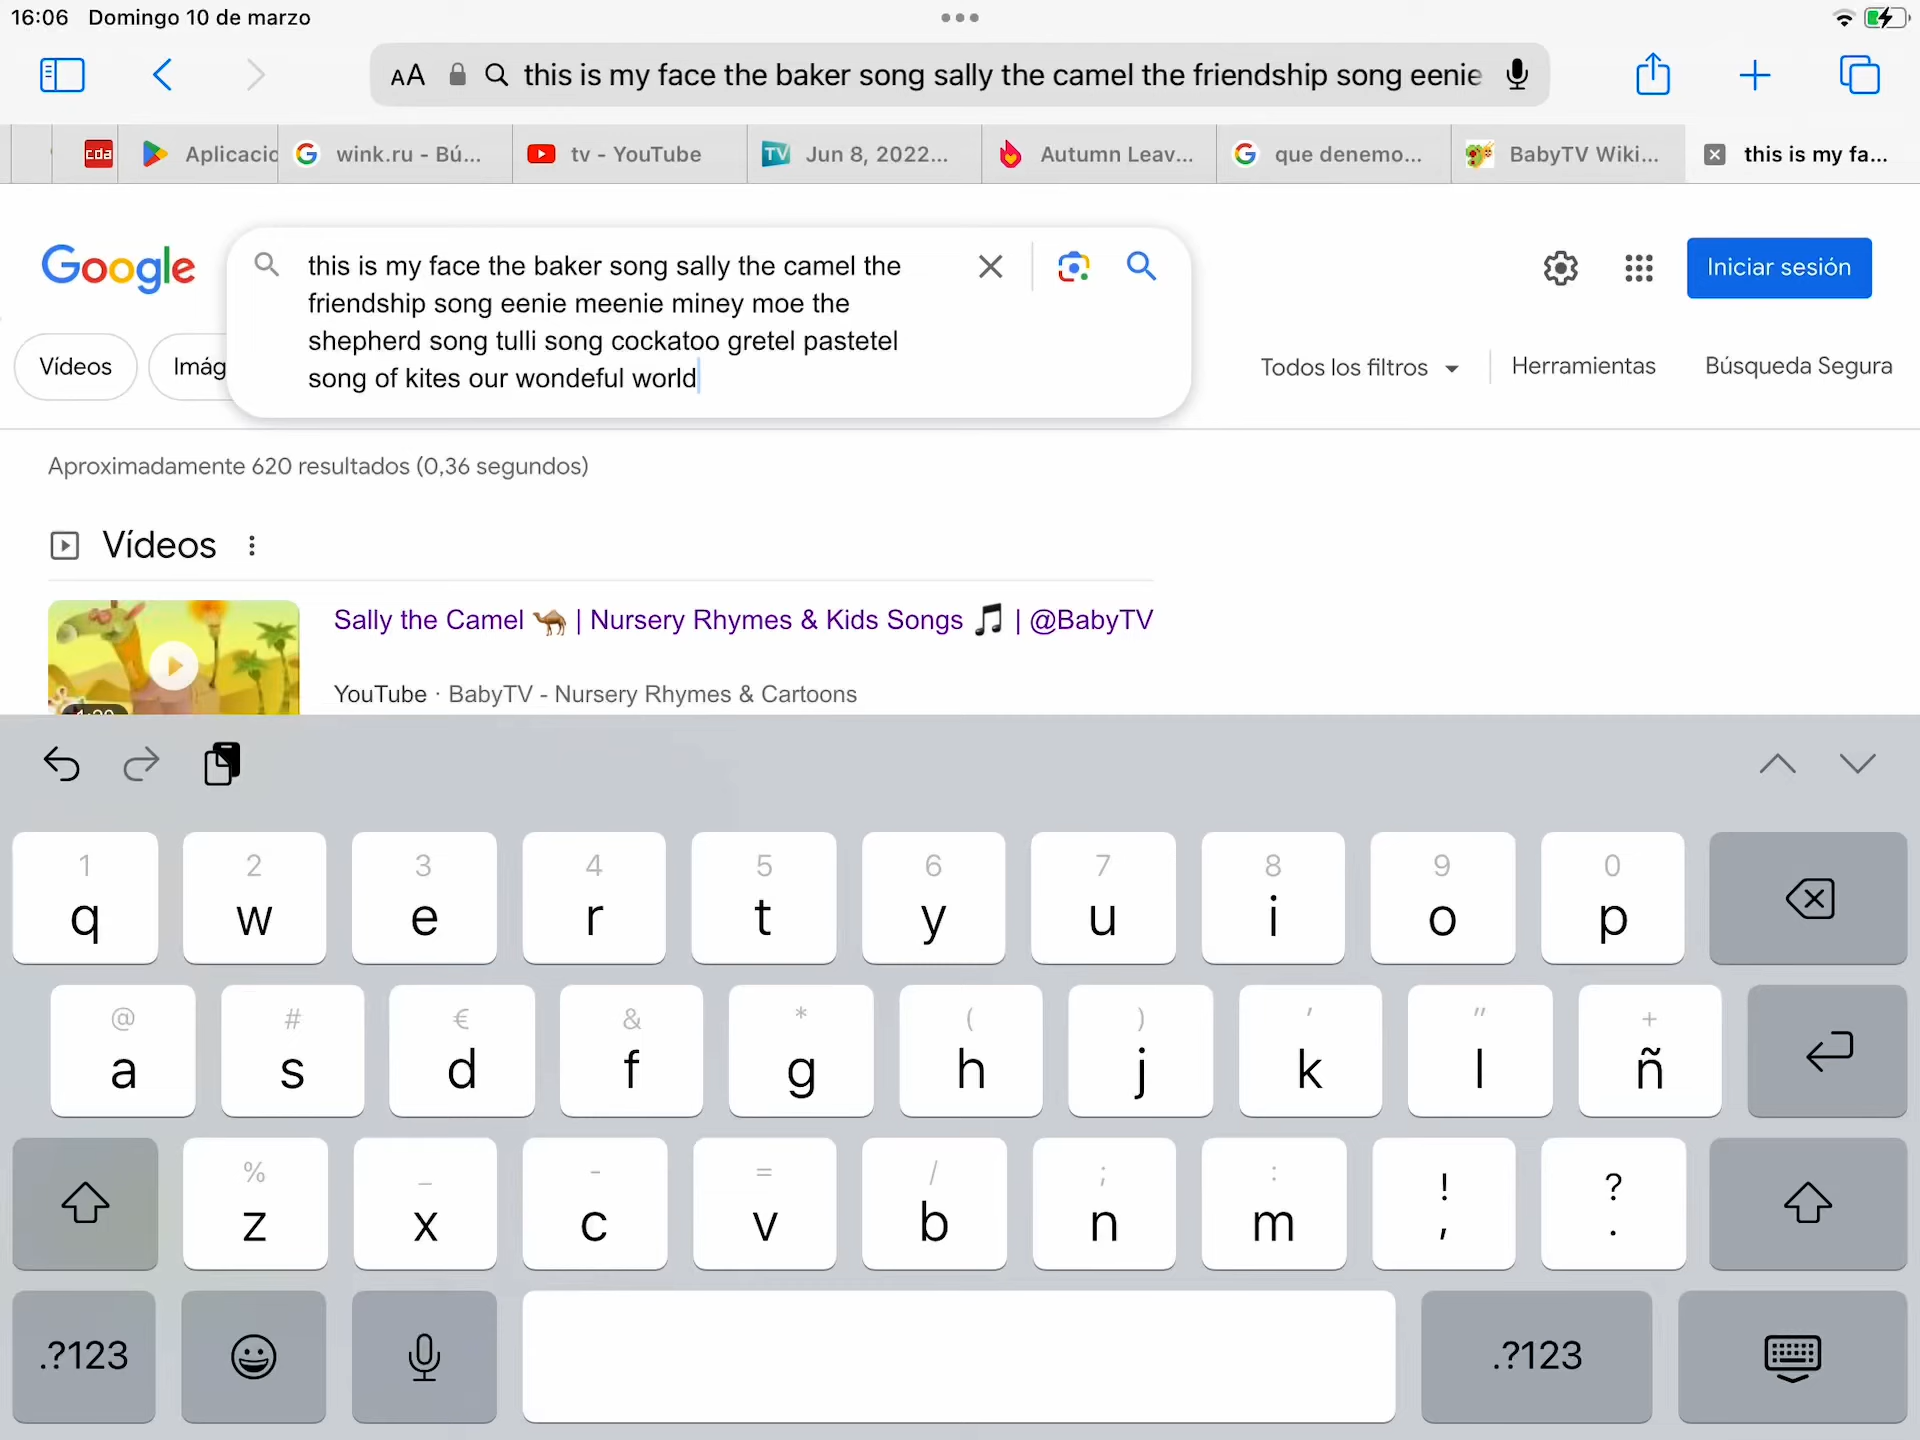 16:06 Domingo 10 de marzo
AA this is my face the baker song sally the camel the friendship song eenie
cda Aplicacio wink.ru - Bú... tv - YouTube TV Jun 8, 2022... Autumn Leav... que denemo... BabyTV Wiki... this is my fa...
Google
this is my face the baker song sally the camel the
friendship song eenie meenie miney moe the
shepherd song tulli song cockatoo gretel pastetel
song of kites our wondeful world
Iniciar sesión
Vídeos Imág Todos los filtros Herramientas Búsqueda Segura
Aproximadamente 620 resultados (0,36 segundos)
Vídeos
Sally the Camel 🐪 | Nursery Rhymes & Kids Songs 🎵 | @BabyTV
YouTube · BabyTV - Nursery Rhymes & Cartoons
1 2 3 4 5 6 7 8 9 0
q w e r t y u i o p
@ # € & * ( ) ' " +
a s d f g h j k l ñ
% _ - = / ; : ! ?
z x c v b n m , .
.?123 .?123